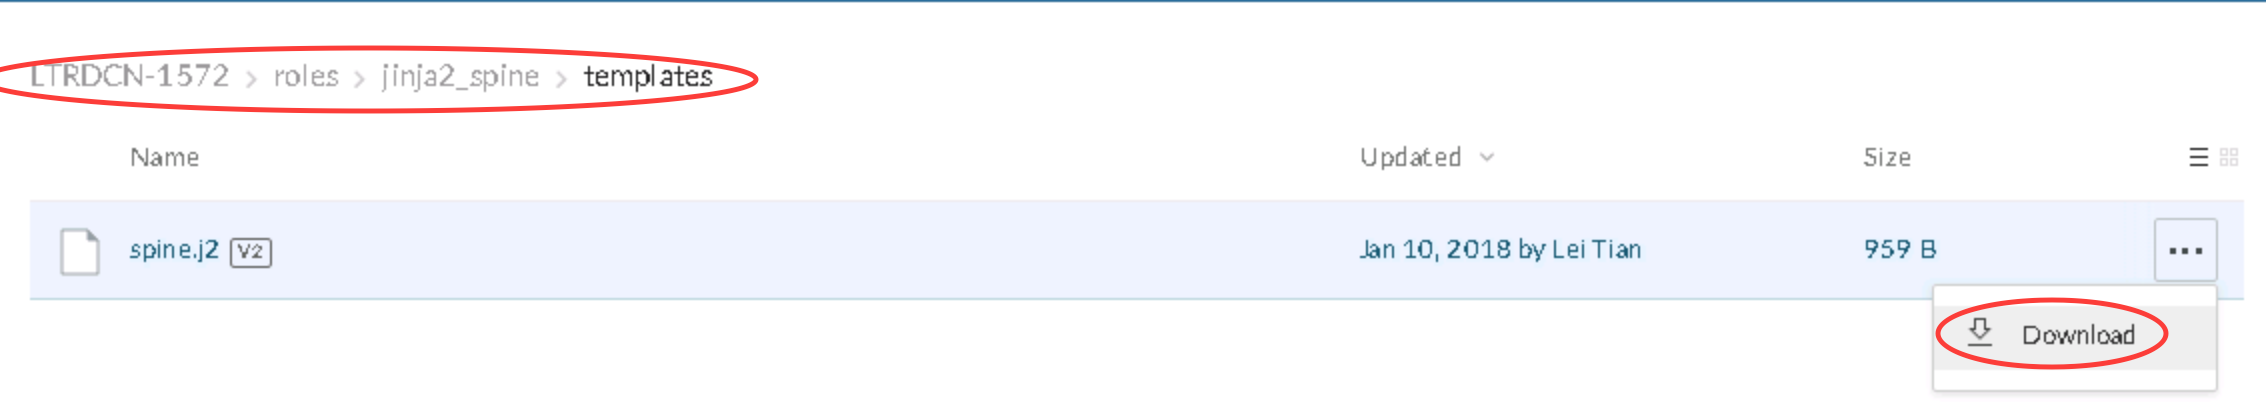 LTRDCN-1572 > roles > jinja2_spine > templates
Name Updated Size
spine.j2 V2 Jan 10, 2018 by Lei Tian 959 B
Download